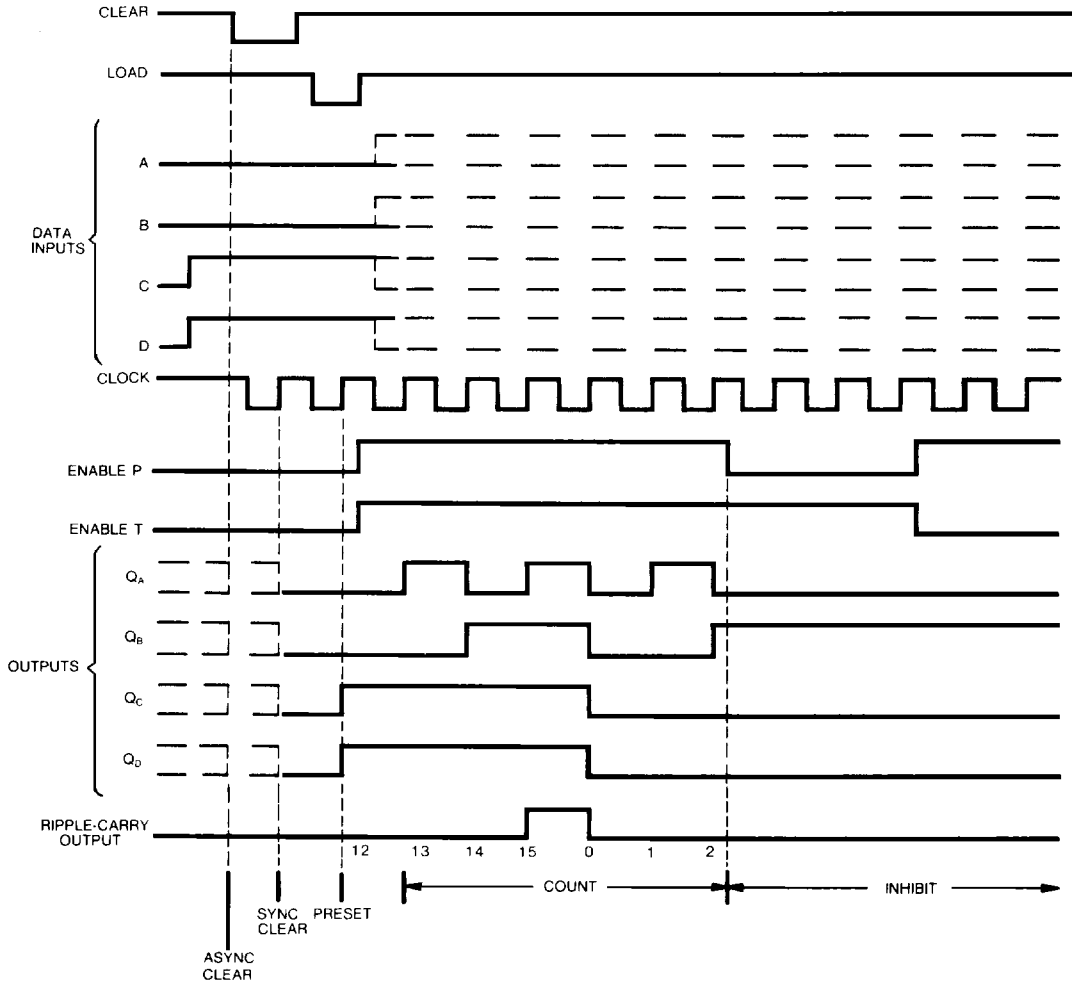 CLEAR
LOAD
DATA
INPUTS
A
B
C
D
CLOCK
ENABLE P
ENABLE T
OUTPUTS
QA
QB
QC
QD
RIPPLE-CARRY
OUTPUT
12 13 14 15 0 1 2
COUNT INHIBIT
SYNC
CLEAR
PRESET
ASYNC
CLEAR